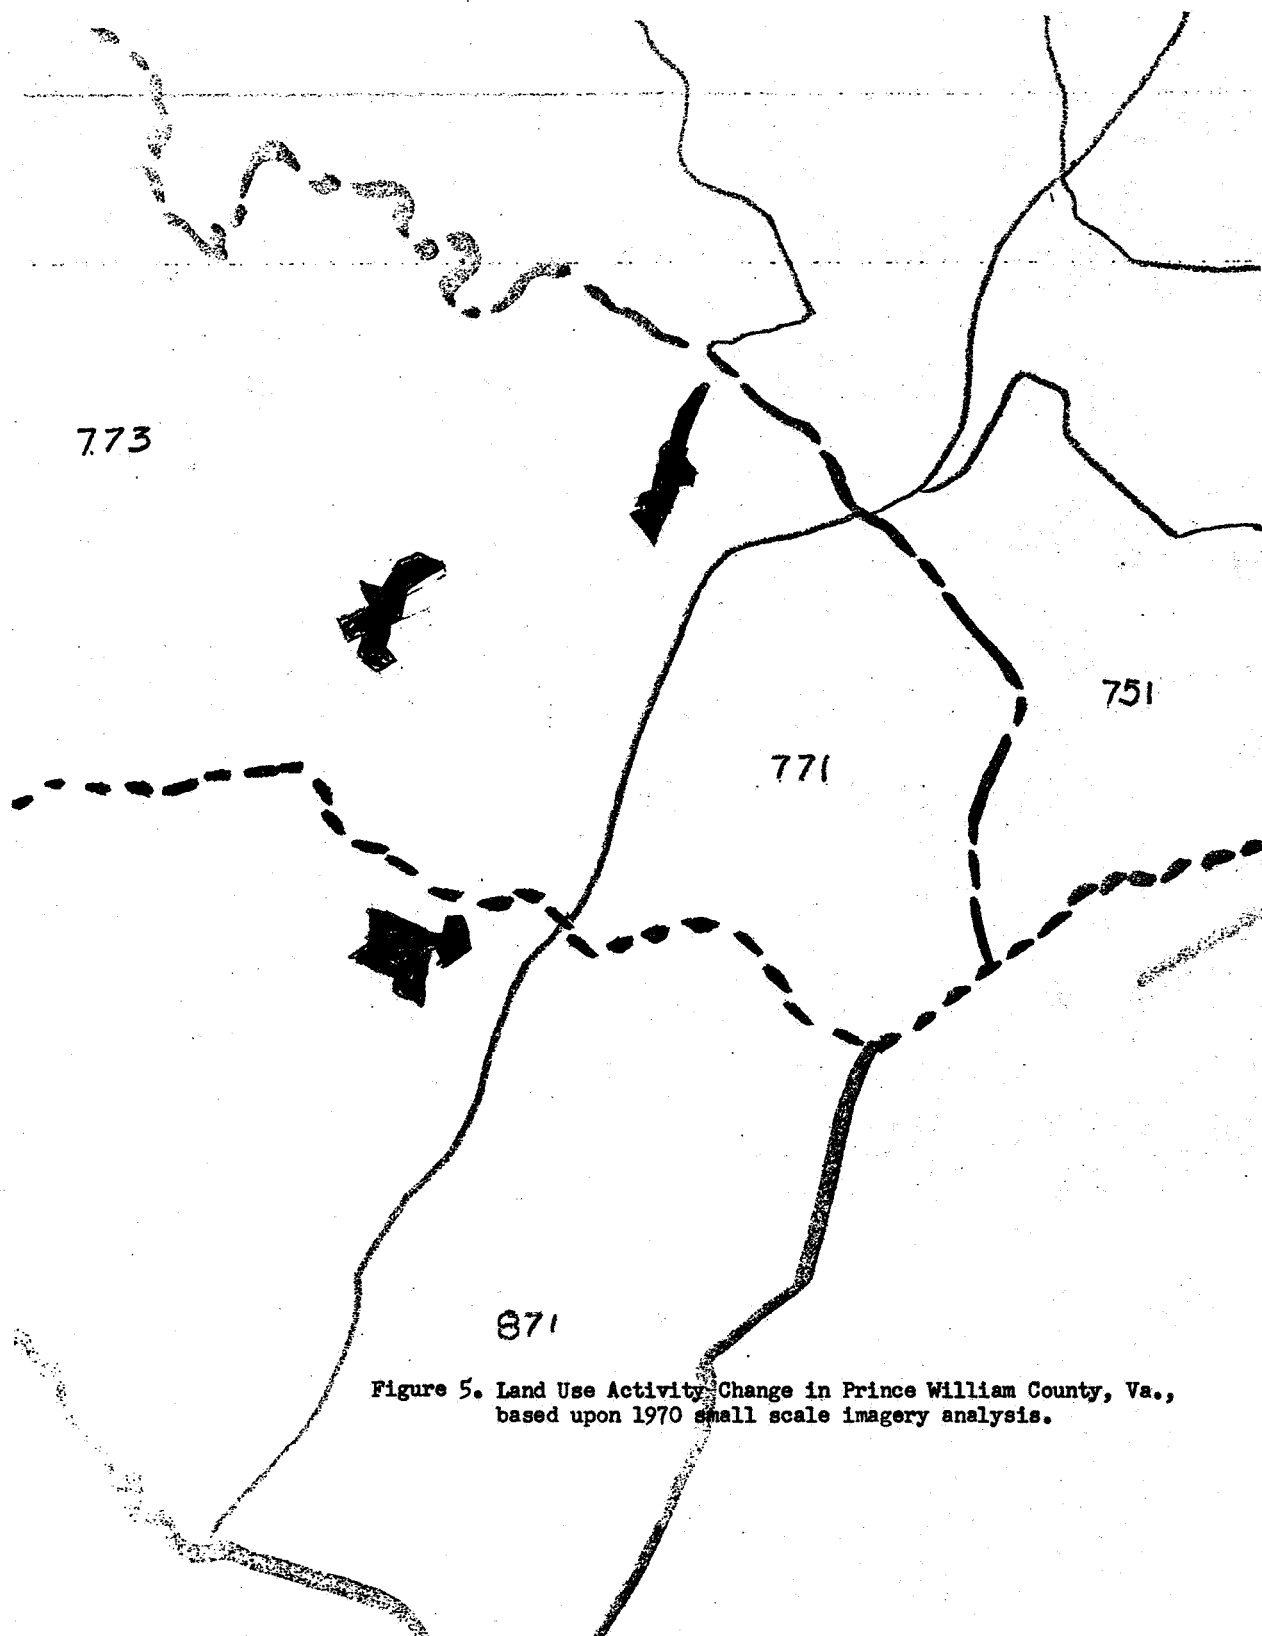 773
751
771
871
Figure 5. Land Use Activity Change in Prince William County, Va.,
based upon 1970 small scale imagery analysis.